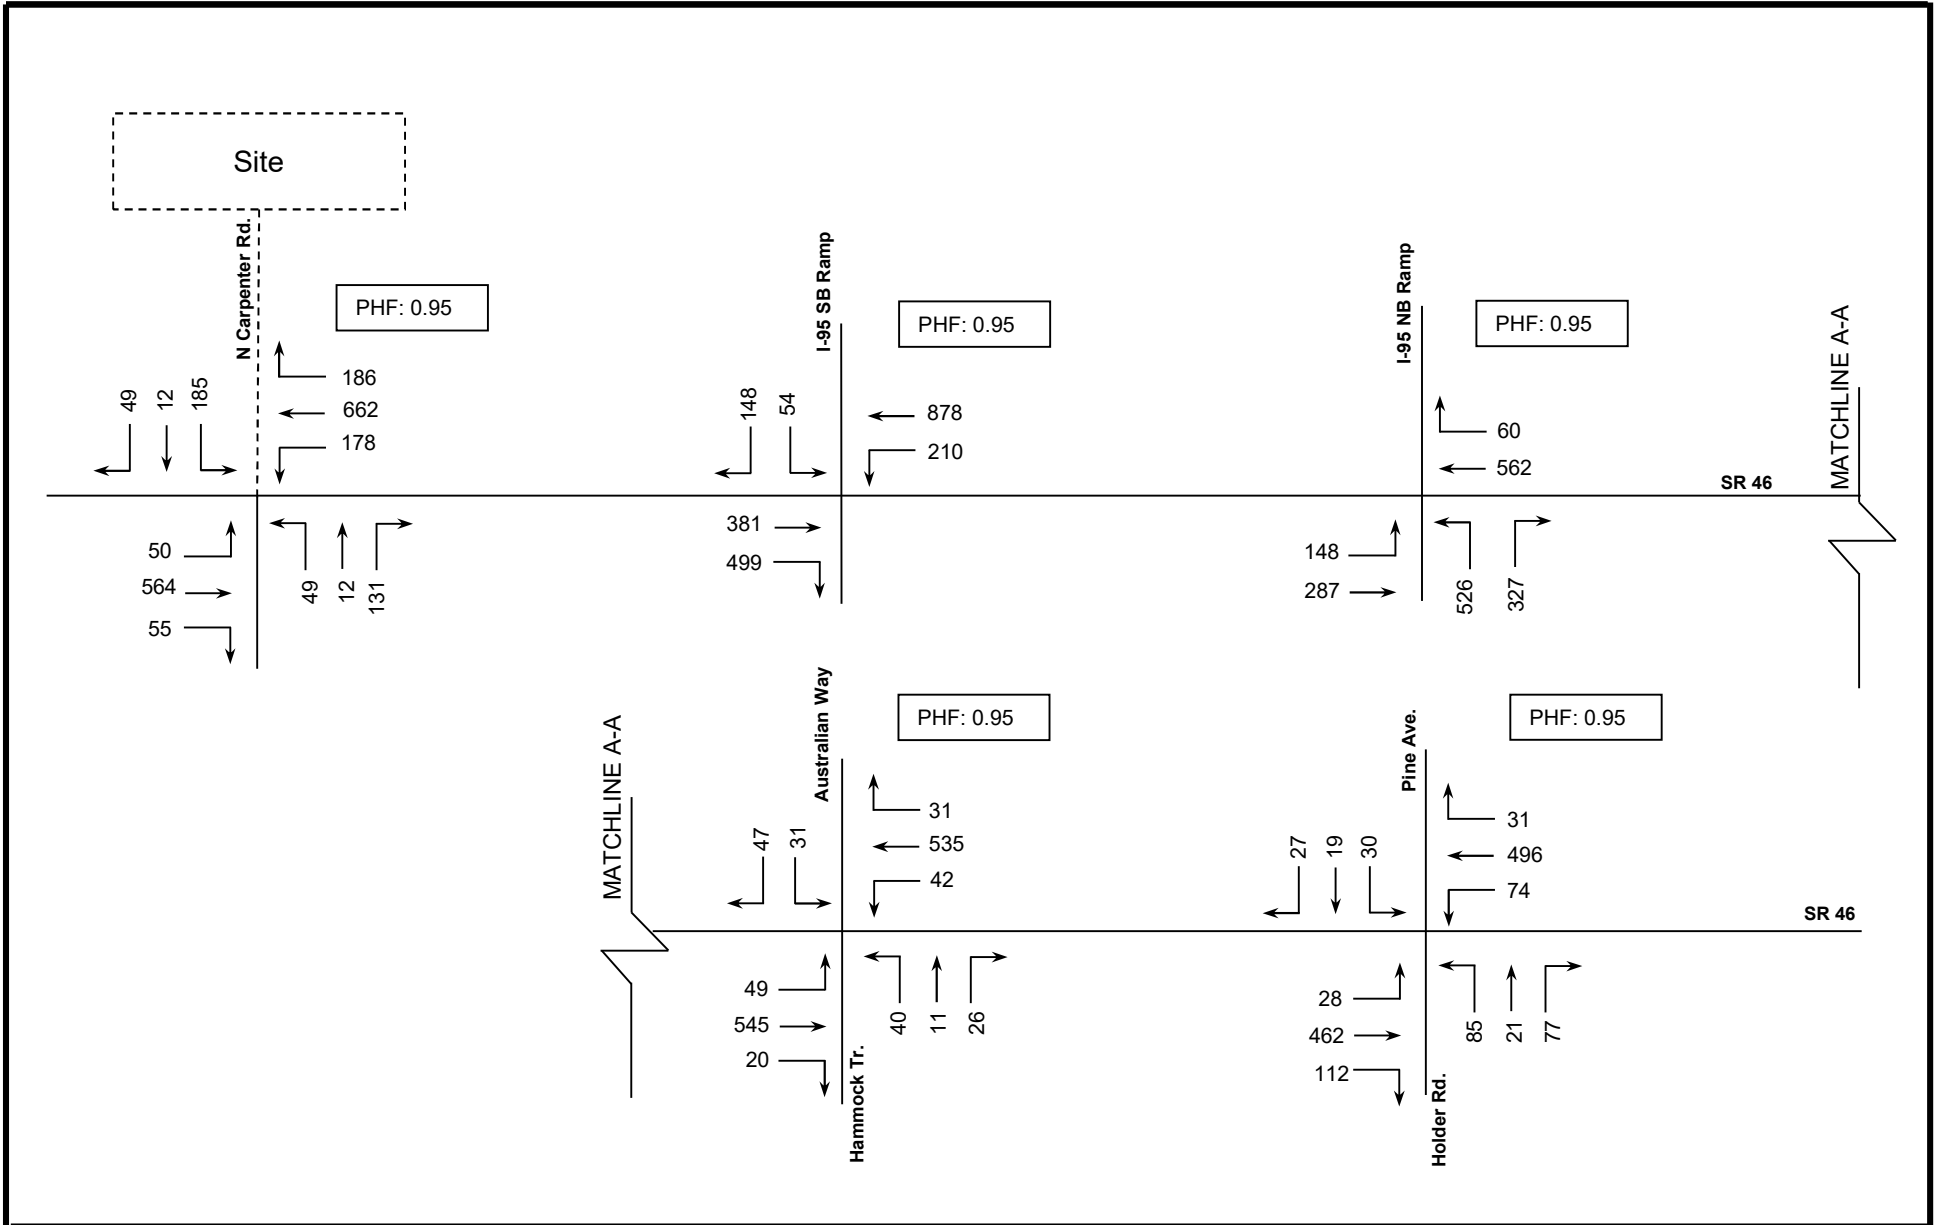 Site
N Carpenter Rd.
PHF: 0.95
186
662
178
49
12
185
50
564
55
49
12
131
I-95 SB Ramp
PHF: 0.95
148
54
878
210
381
499
I-95 NB Ramp
PHF: 0.95
60
562
148
287
526
327
SR 46
MATCHLINE A-A
MATCHLINE A-A
Australian Way
PHF: 0.95
47
31
31
535
42
49
545
20
40
11
26
Hammock Tr.
Pine Ave.
PHF: 0.95
27
19
30
31
496
74
28
462
112
85
21
77
Holder Rd.
SR 46